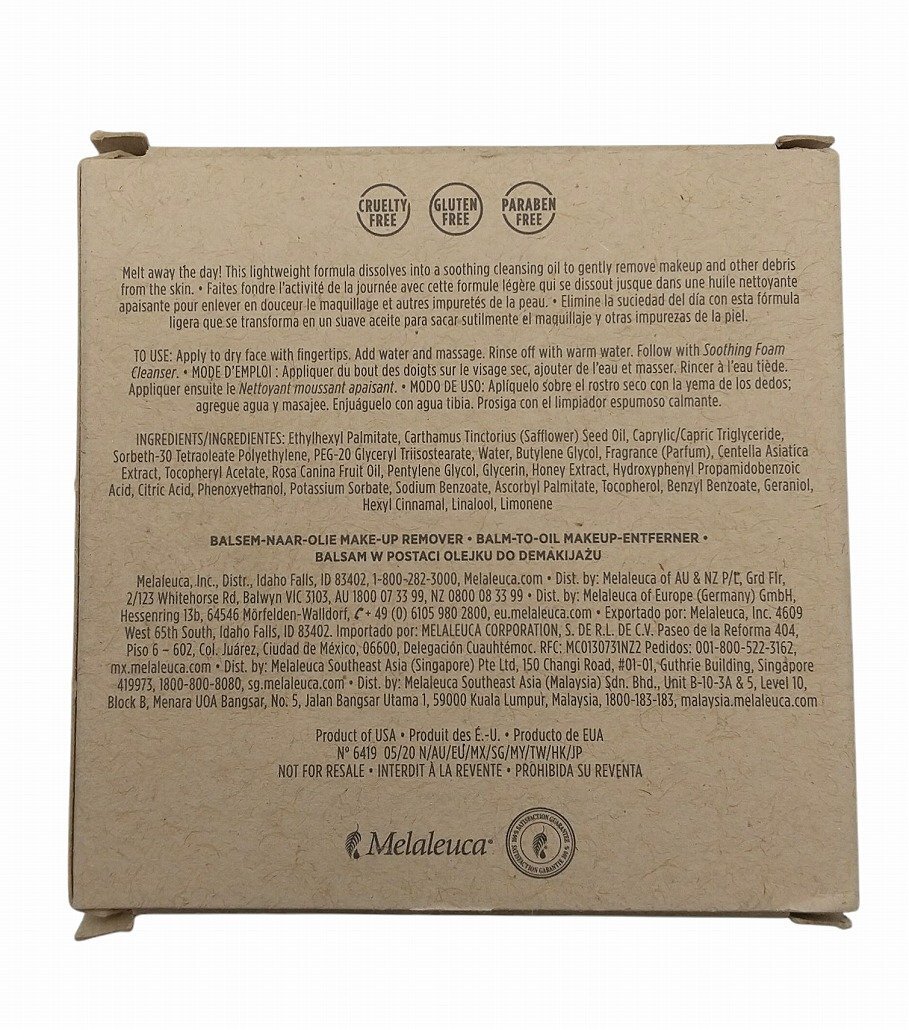 CRUELTY FREE
GLUTEN FREE
PARABEN FREE
Melt away the day! This lightweight formula dissolves into a soothing cleansing oil to gently remove makeup and other debris
from the skin. • Faites fondre l'activité de la journée avec cette formule légère qui se dissout jusque dans une huile nettoyante
apaisante pour enlever en douceur le maquillage et autres impuretés de la peau. • Elimine la suciedad del día con esta fórmula
ligera que se transforma en un suave aceite para sacar sutilmente el maquillaje y otras impurezas de la piel.
TO USE: Apply to dry face with fingertips. Add water and massage. Rinse off with warm water. Follow with Soothing Foam
Cleanser. • MODE D'EMPLOI : Appliquer du bout des doigts sur le visage sec, ajouter de l'eau et masser. Rincer à l'eau tiède.
Appliquer ensuite le Nettoyant moussant apaisant. • MODO DE USO: Aplíquelo sobre el rostro seco con la yema de los dedos;
agregue agua y masajee. Enjuáguelo con agua tibia. Prosiga con el limpiador espumoso calmante.
INGREDIENTS/INGREDIENTES: Ethylhexyl Palmitate, Carthamus Tinctorius (Safflower) Seed Oil, Caprylic/Capric Triglyceride,
Sorbeth-30 Tetraoleate Polyethylene, PEG-20 Glyceryl Triisostearate, Water, Butylene Glycol, Fragrance (Parfum), Centella Asiatica
Extract, Tocopheryl Acetate, Rosa Canina Fruit Oil, Pentylene Glycol, Glycerin, Honey Extract, Hydroxyphenyl Propamidobenzoic
Acid, Citric Acid, Phenoxyethanol, Potassium Sorbate, Sodium Benzoate, Ascorbyl Palmitate, Tocopherol, Benzyl Benzoate, Geraniol,
Hexyl Cinnamal, Linalool, Limonene
BALSEM-NAAR-OLIE MAKE-UP REMOVER • BALM-TO-OIL MAKEUP-ENTFERNER •
BALSAM W POSTACI OLEJKU DO DEMAKIJAŻU
Melaleuca, Inc., Distr., Idaho Falls, ID 83402, 1-800-282-3000, Melaleuca.com • Dist. by: Melaleuca of AU & NZ P/L, Grd Flr,
2/123 Whitehorse Rd, Balwyn VIC 3103, AU 1800 07 33 99, NZ 0800 08 33 99 • Dist. by: Melaleuca of Europe (Germany) GmbH,
Hessenring 13b, 64546 Mörfelden-Walldorf, ✆ + 49 (0) 6105 980 2800, eu.melaleuca.com • Exportado por: Melaleuca, Inc. 4609
West 65th South, Idaho Falls, ID 83402. Importado por: MELALEUCA CORPORATION, S. DE R.L. DE C.V. Paseo de la Reforma 404,
Piso 6 – 602, Col. Juárez, Ciudad de México, 06600, Delegación Cuauhtémoc. RFC: MCO130731NZ2 Pedidos: 001-800-522-3162,
mx.melaleuca.com • Dist. by: Melaleuca Southeast Asia (Singapore) Pte Ltd, 150 Changi Road, #01-01, Guthrie Building, Singapore
419973, 1800-800-8080, sg.melaleuca.com • Dist. by: Melaleuca Southeast Asia (Malaysia) Sdn. Bhd., Unit B-10-3A & 5, Level 10,
Block B, Menara UOA Bangsar, No. 5, Jalan Bangsar Utama 1, 59000 Kuala Lumpur, Malaysia, 1800-183-183, malaysia.melaleuca.com
Product of USA • Produit des É.-U. • Producto de EUA
N° 6419 05/20 N/AU/EU/MX/SG/MY/TW/HK/JP
NOT FOR RESALE • INTERDIT À LA REVENTE • PROHIBIDA SU REVENTA
Melaleuca®
100% SATISFACTION GUARANTEE
SATISFACTION GARANTIE 100 %